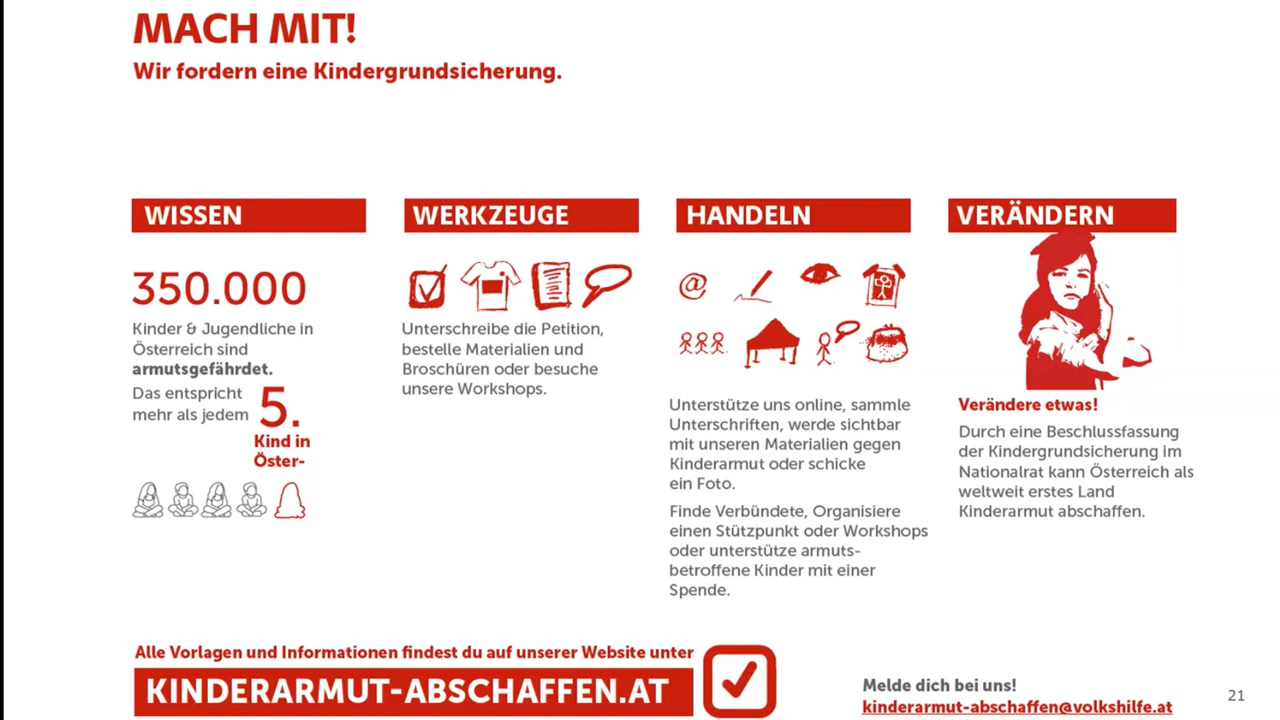 MACH MIT!
Wir fordern eine Kindergrundsicherung.
WISSEN
350.000
Kinder & Jugendliche in
Österreich sind
armutsgefährdet.
Das entspricht
mehr als jedem
5.
Kind in
Öster-
WERKZEUGE
Unterschreibe die Petition,
bestelle Materialien und
Broschüren oder besuche
unsere Workshops.
HANDELN
@
Unterstütze uns online, sammle
Unterschriften, werde sichtbar
mit unseren Materialien gegen
Kinderarmut oder schicke
ein Foto.
Finde Verbündete, Organisiere
einen Stützpunkt oder Workshops
oder unterstütze armuts-
betroffene Kinder mit einer
Spende.
VERÄNDERN
Verändere etwas!
Durch eine Beschlussfassung
der Kindergrundsicherung im
Nationalrat kann Österreich als
weltweit erstes Land
Kinderarmut abschaffen.
Alle Vorlagen und Informationen findest du auf unserer Website unter
KINDERARMUT-ABSCHAFFEN.AT
Melde dich bei uns!
kinderarmut-abschaffen@volkshilfe.at
21